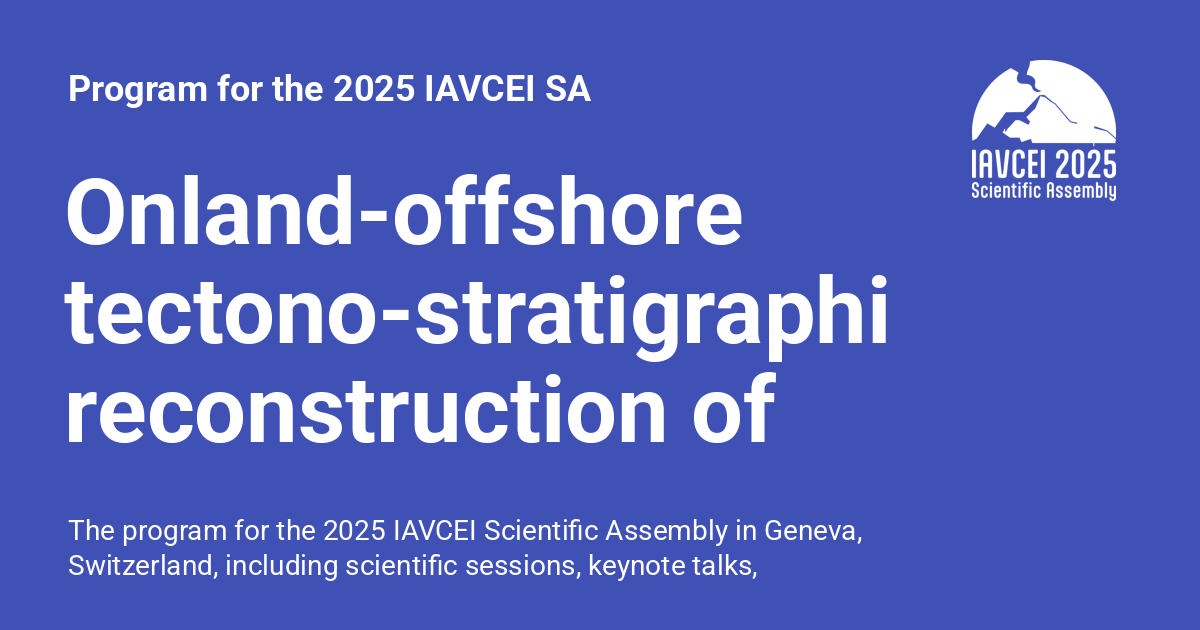 Program for the 2025 IAVCEI SA
IAVCEI 2025
Scientific Assembly
Onland-offshore
tectono-stratigraphi
reconstruction of
The program for the 2025 IAVCEI Scientific Assembly in Geneva,
Switzerland, including scientific sessions, keynote talks,